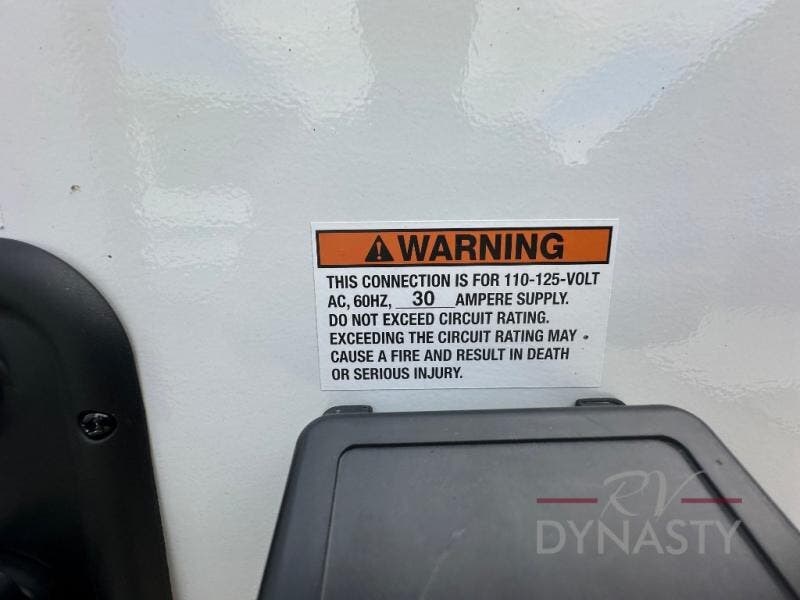 WARNING
THIS CONNECTION IS FOR 110-125-VOLT
AC, 60HZ, 30 AMPERE SUPPLY.
DO NOT EXCEED CIRCUIT RATING.
EXCEEDING THE CIRCUIT RATING MAY
CAUSE A FIRE AND RESULT IN DEATH
OR SERIOUS INJURY.
RV
DYNASTY